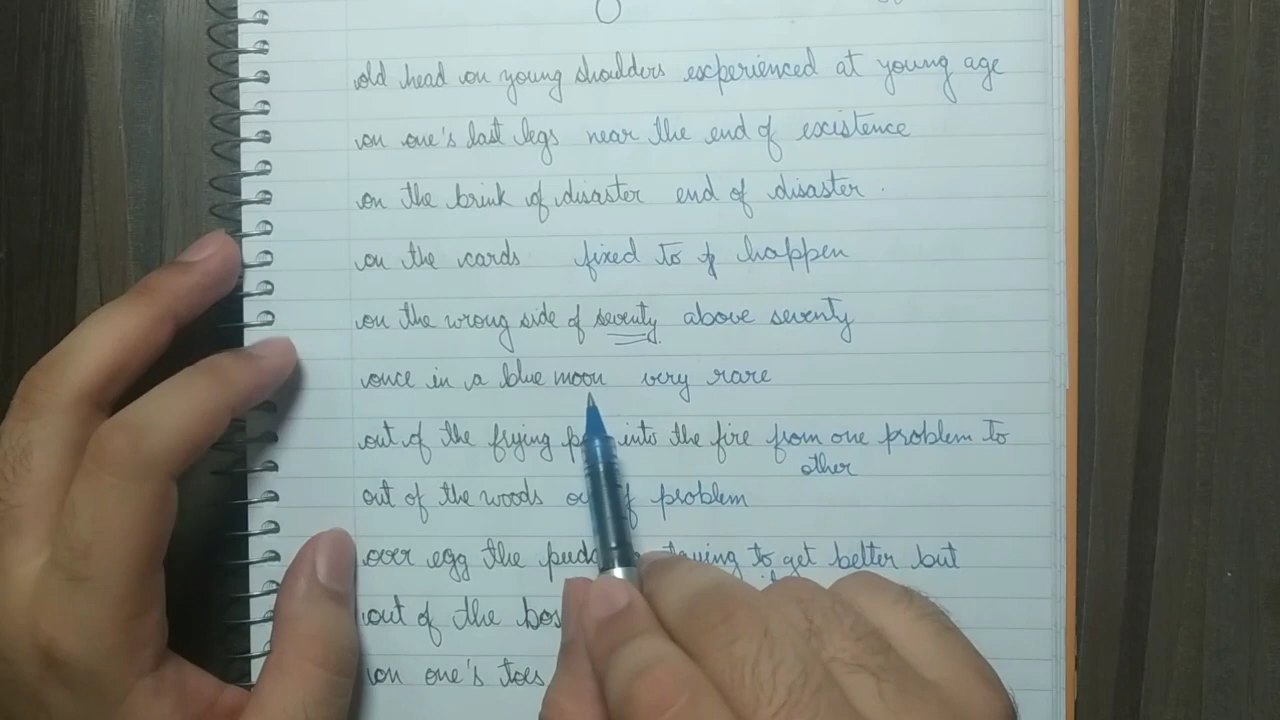 old head on young shoulders experienced at young age
on one's last legs near the end of existence
on the brink of disaster end of disaster .
on the cards fixed to happen
on the wrong side of seventy above seventy
once in a blue moon very rare
out of the frying into the fire from one problem to
other
out of the woods problem
over egg the to get better but
out of the
on one's toes